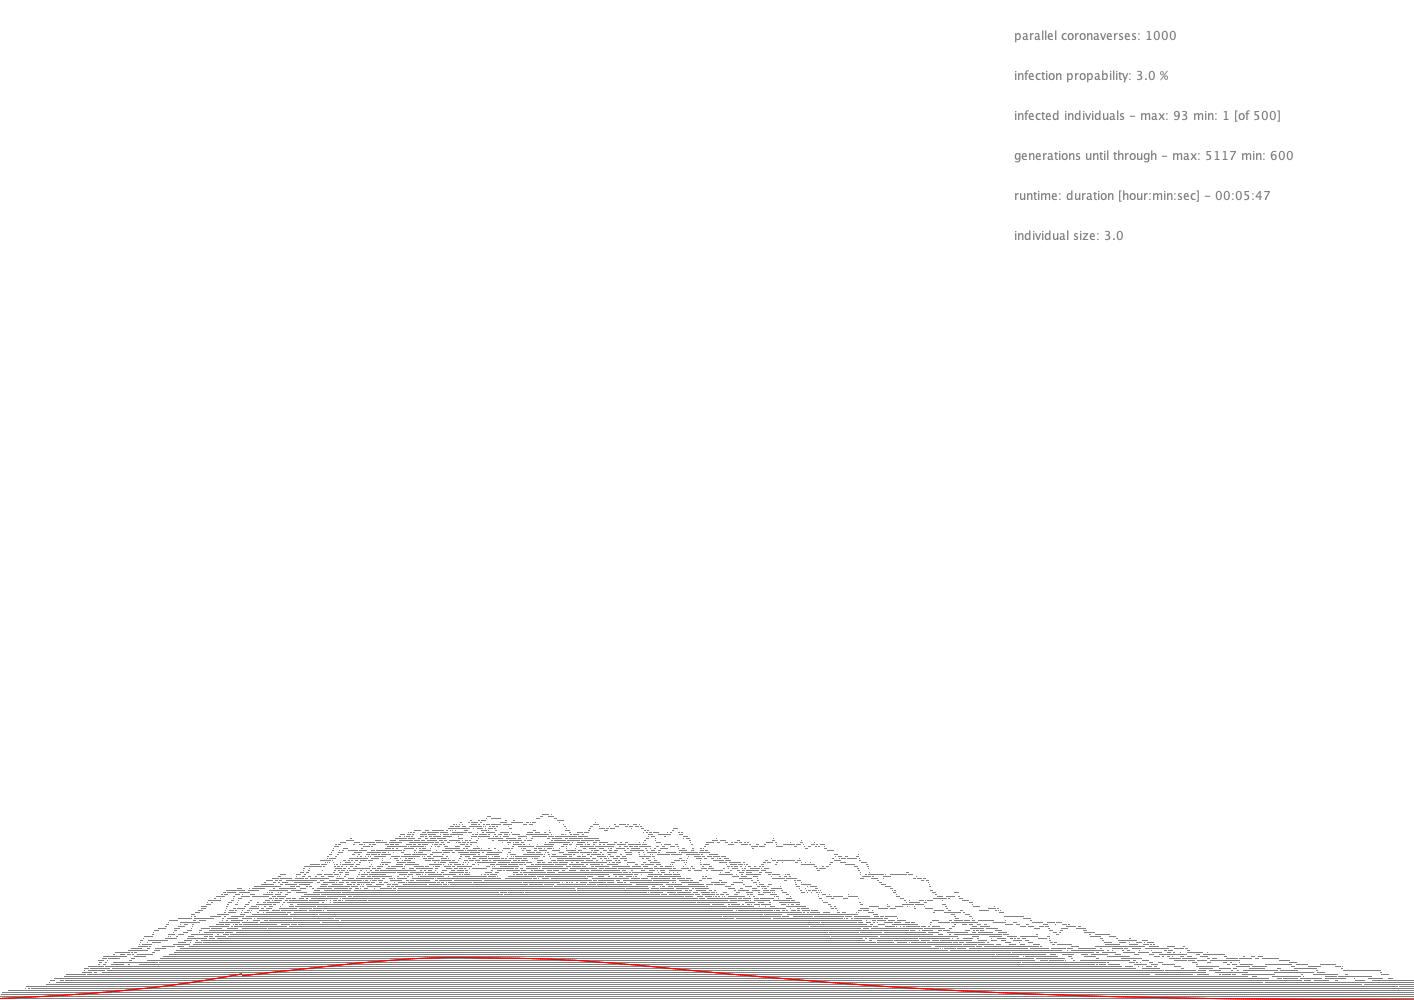 parallel coronaverses: 1000
infection propability: 3.0 %
infected individuals - max: 93 min: 1 [of 500]
generations until through - max: 5117 min: 600
runtime: duration [hour:min:sec] - 00:05:47
individual size: 3.0